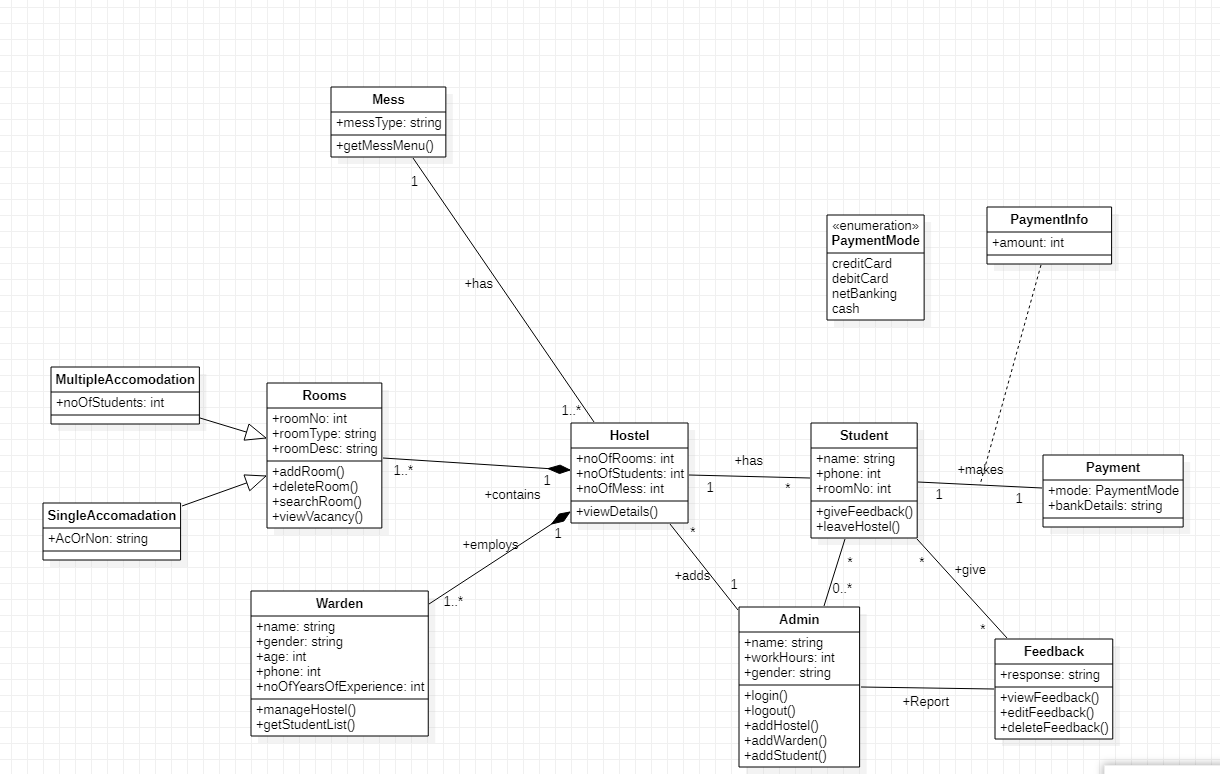 Mess
+messType: string
+getMessMenu()
1
+has
1..*
«enumeration»
PaymentMode
creditCard
debitCard
netBanking
cash
PaymentInfo
+amount: int
MultipleAccomodation
+noOfStudents: int
SingleAccomadation
+AcOrNon: string
Rooms
+roomNo: int
+roomType: string
+roomDesc: string
+addRoom()
+deleteRoom()
+searchRoom()
+viewVacancy()
1..*
1
+contains
Hostel
+noOfRooms: int
+noOfStudents: int
+noOfMess: int
+viewDetails()
+has
1
*
Student
+name: string
+phone: int
+roomNo: int
+giveFeedback()
+leaveHostel()
+makes
1
1
Payment
+mode: PaymentMode
+bankDetails: string
1
+employs
1..*
Warden
+name: string
+gender: string
+age: int
+phone: int
+noOfYearsOfExperience: int
+manageHostel()
+getStudentList()
*
+adds
1
*
0..*
*
+give
*
Admin
+name: string
+workHours: int
+gender: string
+login()
+logout()
+addHostel()
+addWarden()
+addStudent()
+Report
Feedback
+response: string
+viewFeedback()
+editFeedback()
+deleteFeedback()